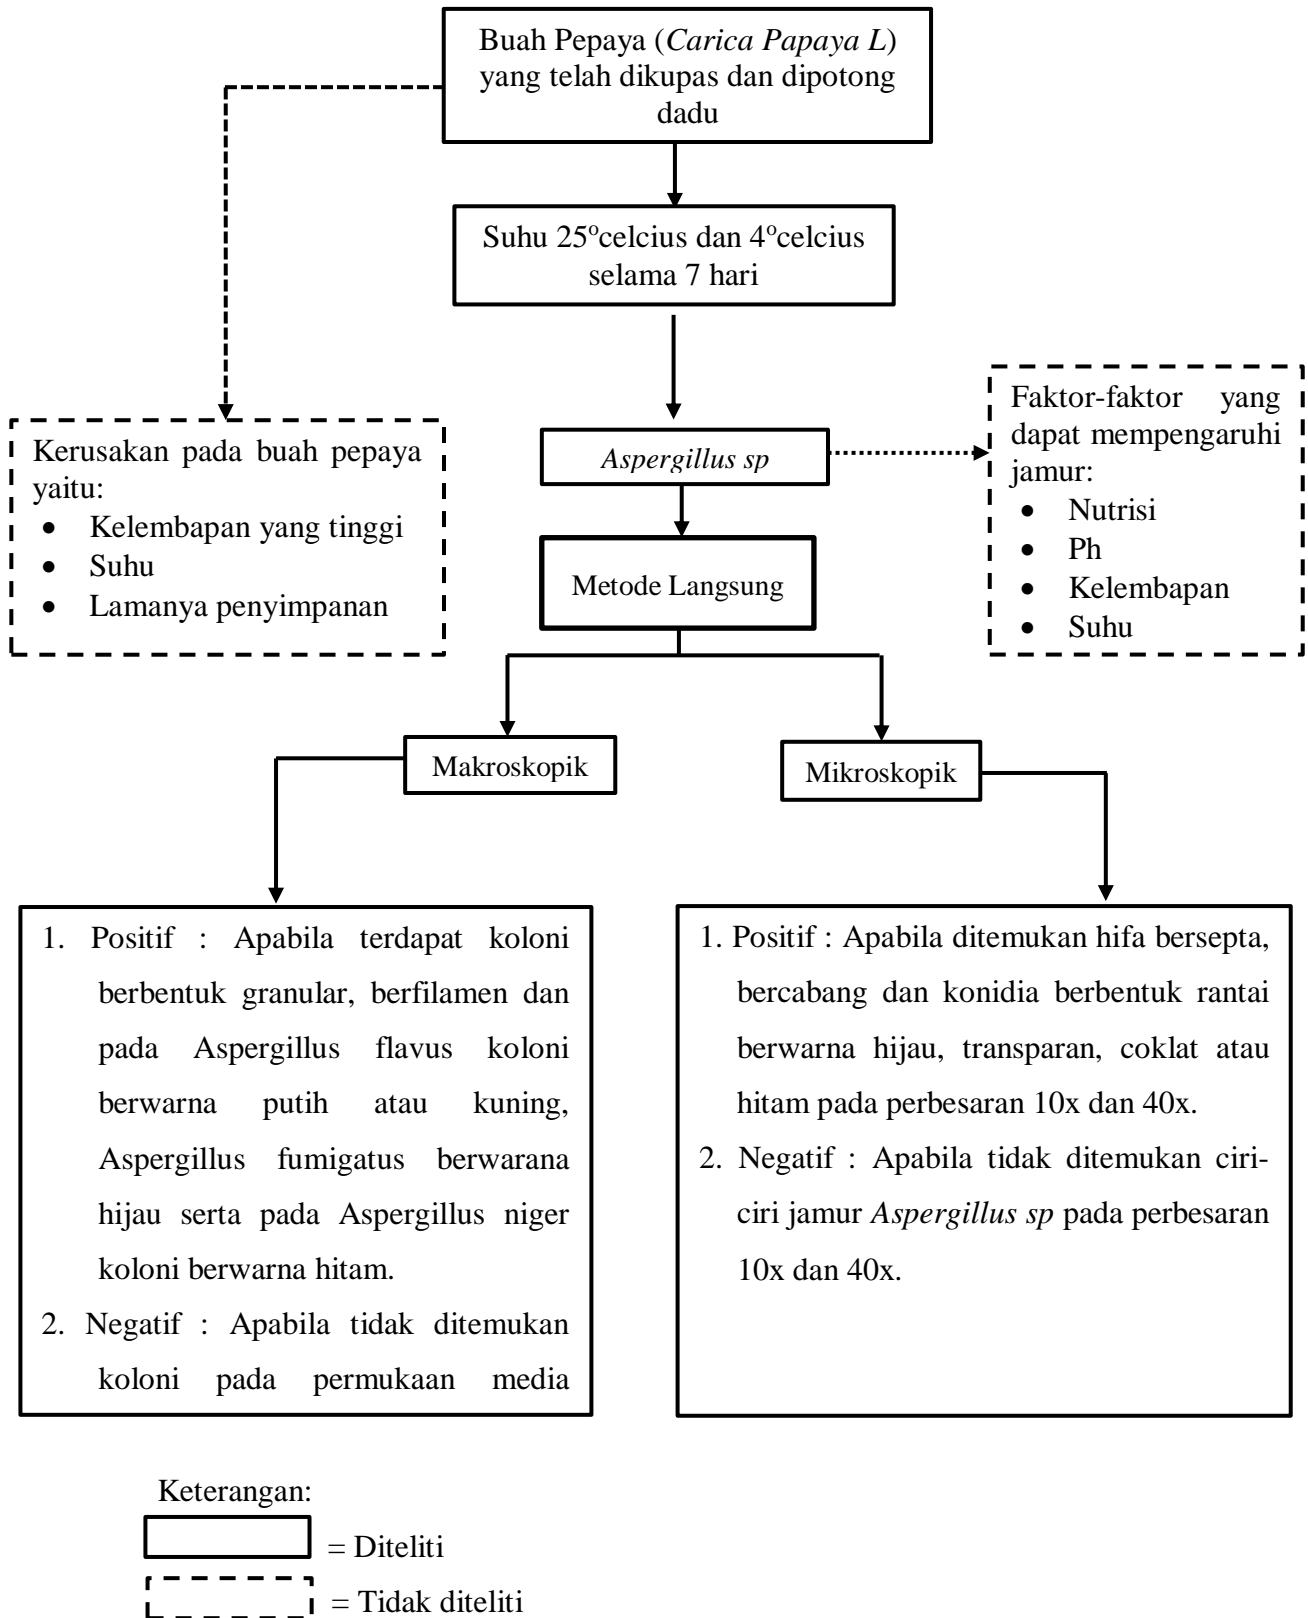 Buah Pepaya (Carica Papaya L)
yang telah dikupas dan dipotong
dadu
Suhu 25ºcelcius dan 4ºcelcius
selama 7 hari
Kerusakan pada buah pepaya
yaitu:
• Kelembapan yang tinggi
• Suhu
• Lamanya penyimpanan
Aspergillus sp
Faktor-faktor yang
dapat mempengaruhi
jamur:
• Nutrisi
• Ph
• Kelembapan
• Suhu
Metode Langsung
Makroskopik
Mikroskopik
1. Positif : Apabila terdapat koloni
berbentuk granular, berfilamen dan
pada Aspergillus flavus koloni
berwarna putih atau kuning,
Aspergillus fumigatus berwarana
hijau serta pada Aspergillus niger
koloni berwarna hitam.
2. Negatif : Apabila tidak ditemukan
koloni pada permukaan media
1. Positif : Apabila ditemukan hifa bersepta,
bercabang dan konidia berbentuk rantai
berwarna hijau, transparan, coklat atau
hitam pada perbesaran 10x dan 40x.
2. Negatif : Apabila tidak ditemukan ciri-
ciri jamur Aspergillus sp pada perbesaran
10x dan 40x.
Keterangan:
= Diteliti
= Tidak diteliti